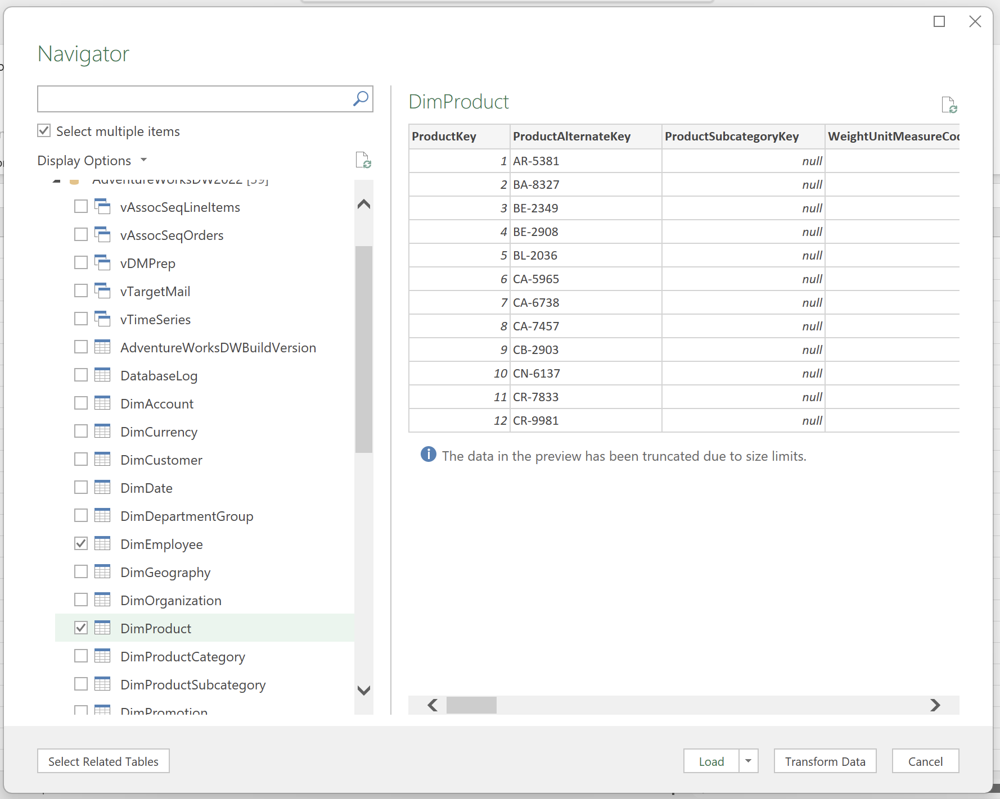 Navigator
Select multiple items
Display Options
AdventureWorksDW2022 [39]
vAssocSeqLineItems
vAssocSeqOrders
vDMPrep
vTargetMail
vTimeSeries
AdventureWorksDWBuildVersion
DatabaseLog
DimAccount
DimCurrency
DimCustomer
DimDate
DimDepartmentGroup
DimEmployee
DimGeography
DimOrganization
DimProduct
DimProductCategory
DimProductSubcategory
DimPromotion
DimProduct
ProductKey ProductAlternateKey ProductSubcategoryKey WeightUnitMeasureCod
1 AR-5381 null
2 BA-8327 null
3 BE-2349 null
4 BE-2908 null
5 BL-2036 null
6 CA-5965 null
7 CA-6738 null
8 CA-7457 null
9 CB-2903 null
10 CN-6137 null
11 CR-7833 null
12 CR-9981 null
The data in the preview has been truncated due to size limits.
Select Related Tables Load Transform Data Cancel